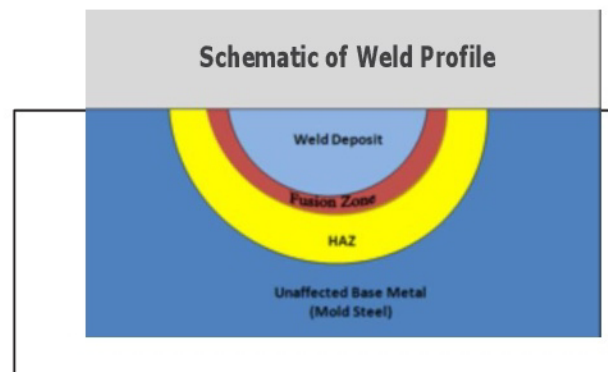 Schematic of Weld Profile
Weld Deposit
Fusion Zone
HAZ
Unaffected Base Metal
(Mold Steel)